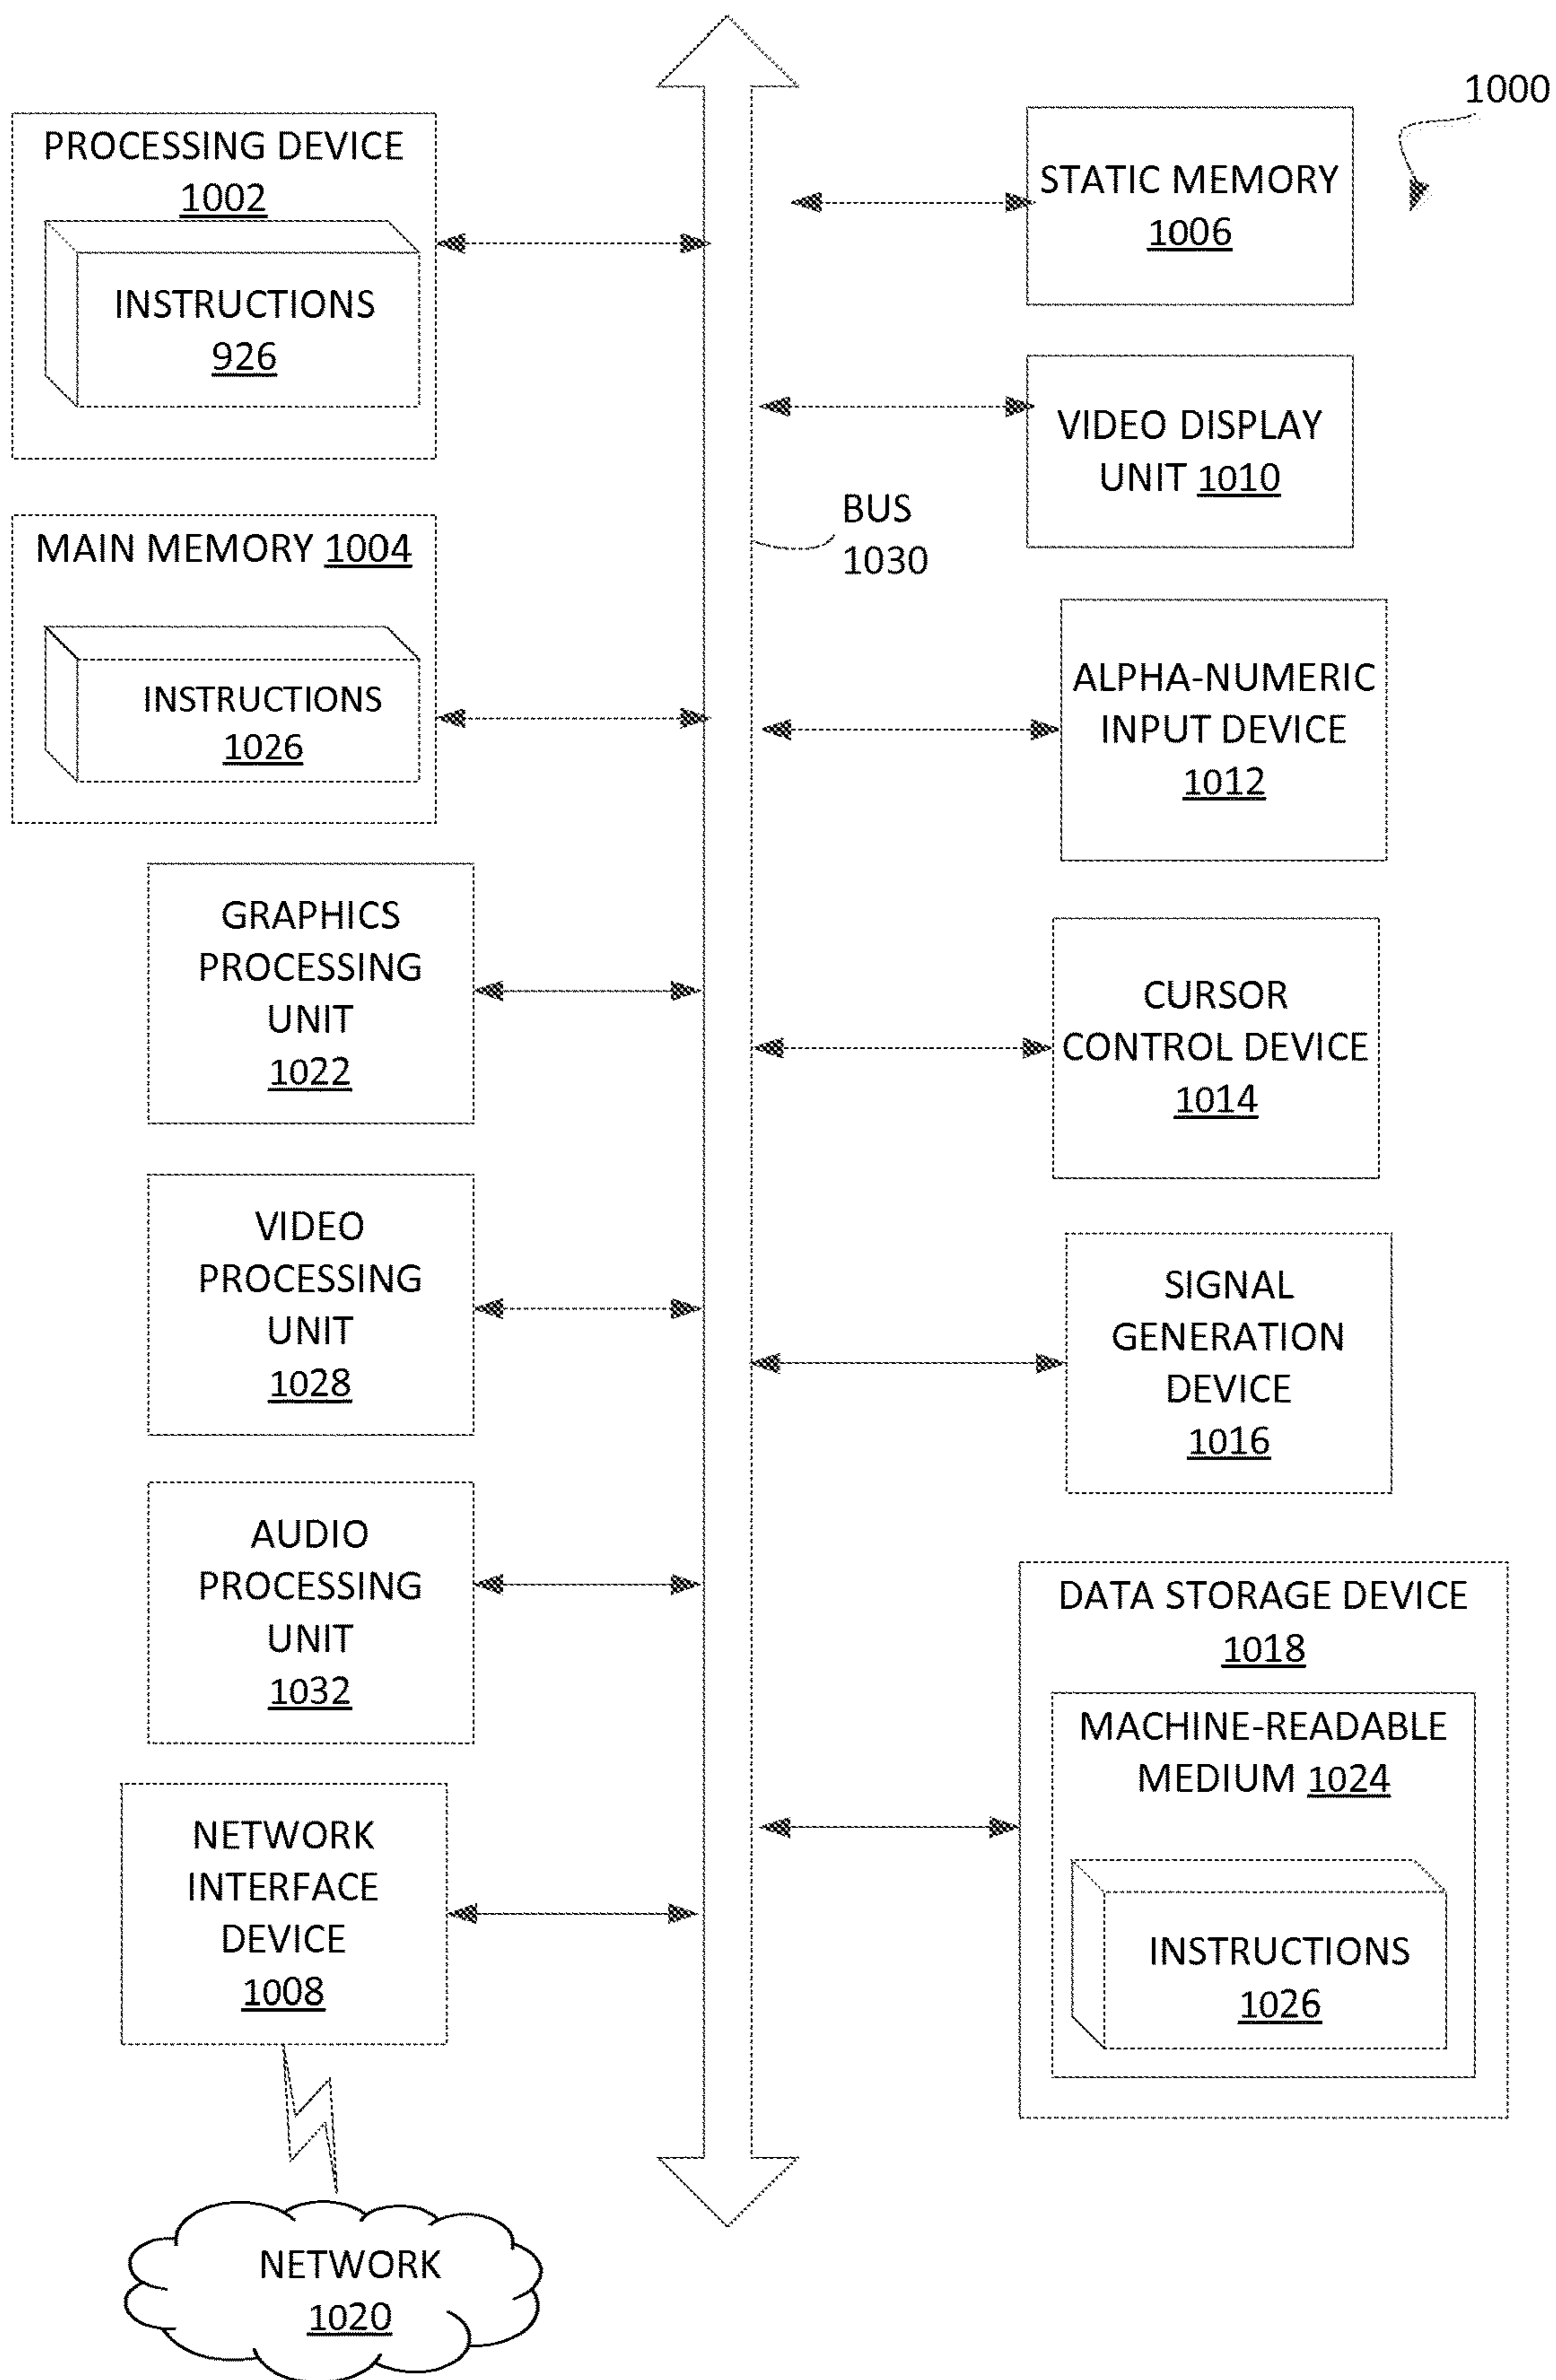 1000
PROCESSING DEVICE
1002
INSTRUCTIONS
926
MAIN MEMORY 1004
INSTRUCTIONS
1026
GRAPHICS
PROCESSING
UNIT
1022
VIDEO
PROCESSING
UNIT
1028
AUDIO
PROCESSING
UNIT
1032
NETWORK
INTERFACE
DEVICE
1008
NETWORK
1020
BUS
1030
STATIC MEMORY
1006
VIDEO DISPLAY
UNIT 1010
ALPHA-NUMERIC
INPUT DEVICE
1012
CURSOR
CONTROL DEVICE
1014
SIGNAL
GENERATION
DEVICE
1016
DATA STORAGE DEVICE
1018
MACHINE-READABLE
MEDIUM 1024
INSTRUCTIONS
1026